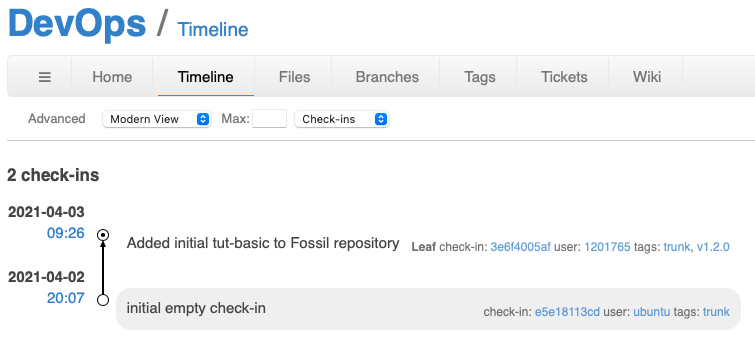 DevOps / Timeline
☰ Home Timeline Files Branches Tags Tickets Wiki
Advanced Modern View Max: Check-ins
2 check-ins
2021-04-03
09:26 Added initial tut-basic to Fossil repository Leaf check-in: 3e6f4005af user: 1201765 tags: trunk, v1.2.0
2021-04-02
20:07 initial empty check-in check-in: e5e18113cd user: ubuntu tags: trunk